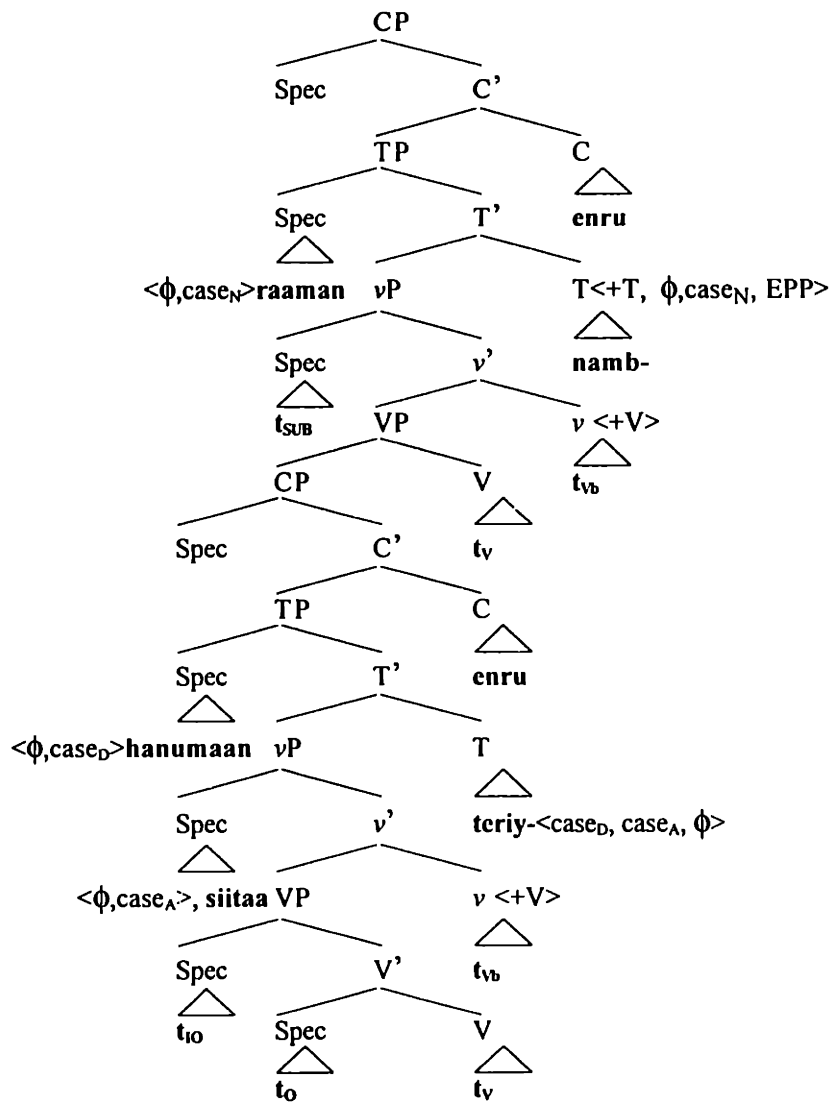 CP
Spec C'
TP C
Spec T' enru
<ϕ,case_N>raaman vP T<+T, ϕ,case_N, EPP>
Spec v' namb-
t_SUB VP v <+V>
CP V t_Vb
Spec C' t_V
TP C
Spec T' enru
<ϕ,case_D>hanumaan vP T
Spec v' teriy-<case_D, case_A, ϕ>
<ϕ,case_A>, siitaa VP v <+V>
Spec V' t_Vb
t_IO Spec V
t_O t_V